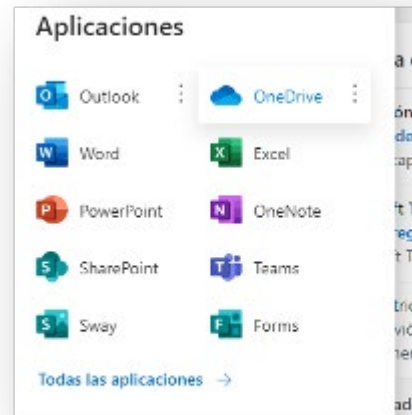 Aplicaciones
Outlook
OneDrive
Word
Excel
PowerPoint
OneNote
SharePoint
Teams
Sway
Forms
Todas las aplicaciones →